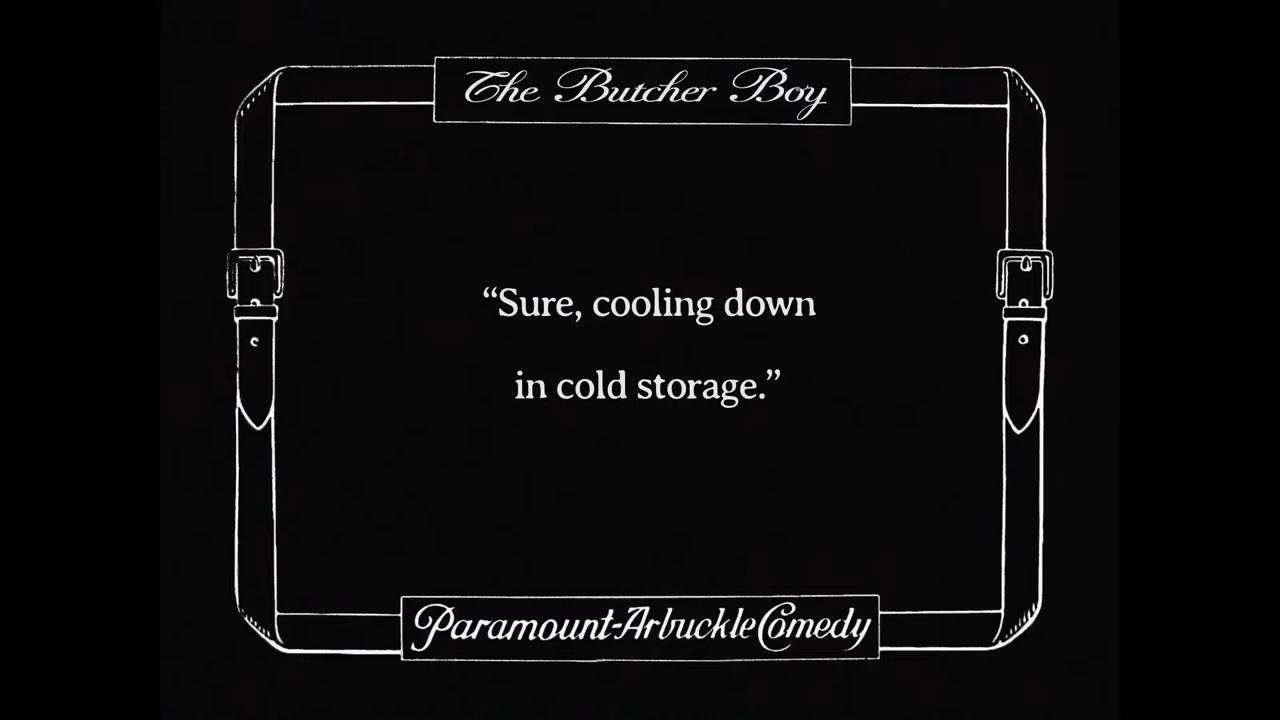 The Butcher Boy
“Sure, cooling down
in cold storage.”
Paramount-Arbuckle Comedy